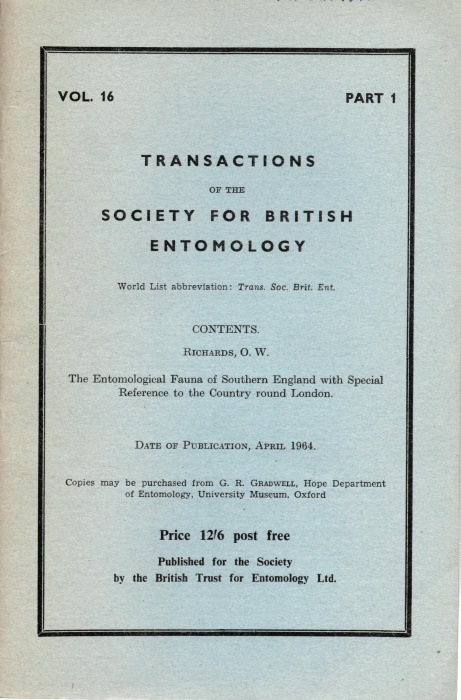 VOL. 16 PART 1
TRANSACTIONS
OF THE
SOCIETY FOR BRITISH
ENTOMOLOGY
World List abbreviation: Trans. Soc. Brit. Ent.
CONTENTS.
RICHARDS, O. W.
The Entomological Fauna of Southern England with Special
Reference to the Country round London.
DATE OF PUBLICATION, APRIL 1964.
Copies may be purchased from G. R. GRADWELL, Hope Department
of Entomology, University Museum, Oxford
Price 12/6 post free
Published for the Society
by the British Trust for Entomology Ltd.